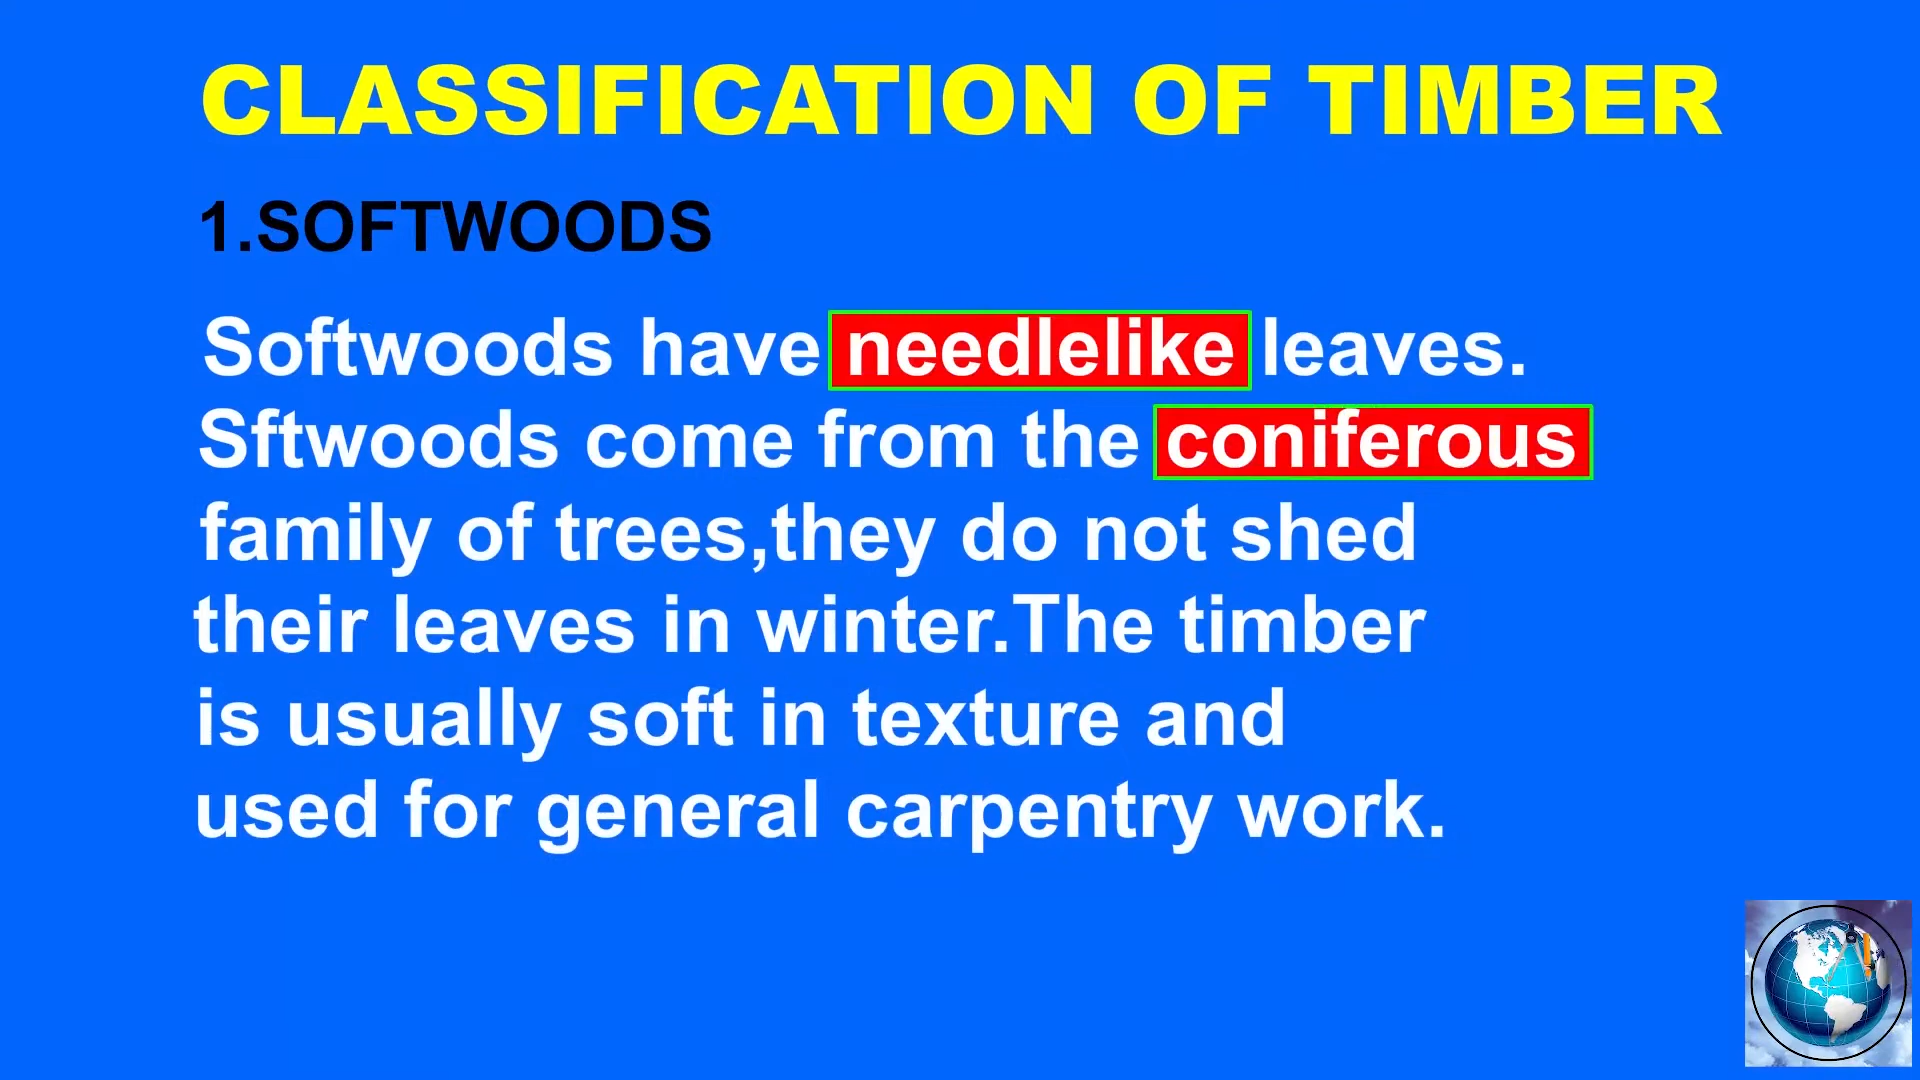 CLASSIFICATION OF TIMBER
1.SOFTWOODS
Softwoods have needlelike leaves.
Sftwoods come from the coniferous
family of trees,they do not shed
their leaves in winter.The timber
is usually soft in texture and
used for general carpentry work.